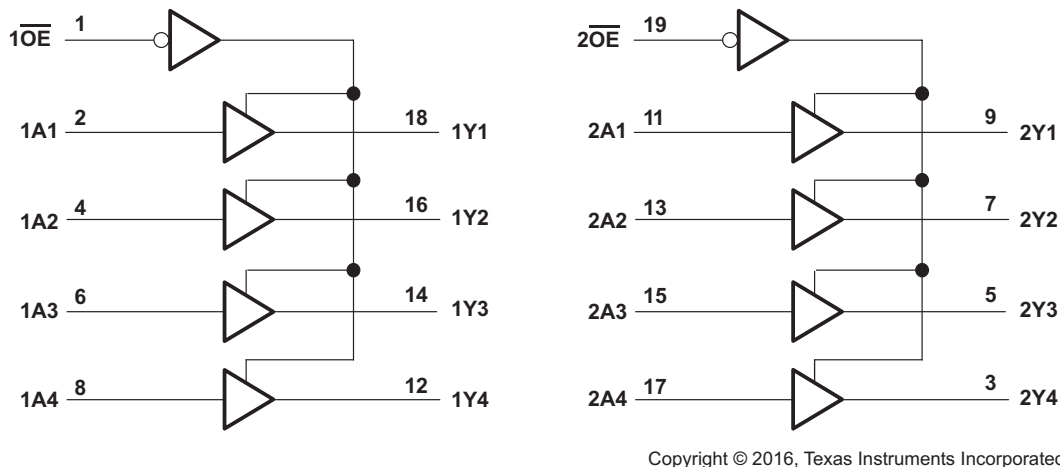 1O̅E̅ 1
1A1 2 18 1Y1
1A2 4 16 1Y2
1A3 6 14 1Y3
1A4 8 12 1Y4
2O̅E̅ 19
2A1 11 9 2Y1
2A2 13 7 2Y2
2A3 15 5 2Y3
2A4 17 3 2Y4
Copyright © 2016, Texas Instruments Incorporated